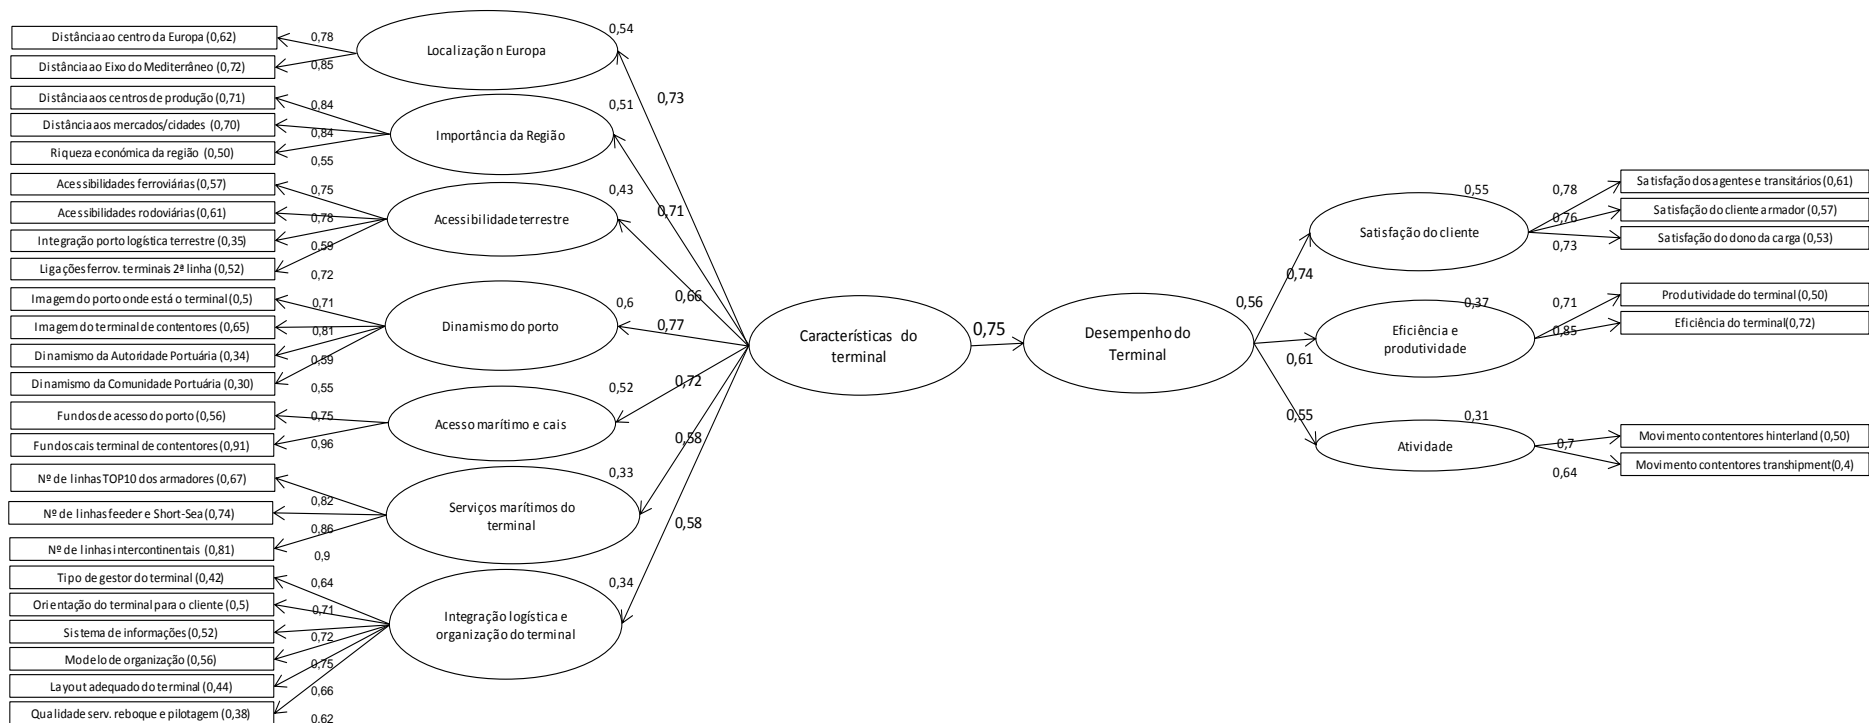 Distância ao centro da Europa (0,62)
Distância ao Eixo do Mediterrâneo (0,72)
0,78
0,85
Localização n Europa
0,54
Distância aos centros de produção (0,71)
Distância aos mercados/cidades (0,70)
Riqueza económica da região (0,50)
0,84
0,84
0,55
Importância da Região
0,51
Acessibilidades ferroviárias (0,57)
Acessibilidades rodoviárias (0,61)
Integração porto logística terrestre (0,35)
Ligações ferrov. terminais 2ª linha (0,52)
0,75
0,78
0,59
0,72
Acessibilidade terrestre
0,43
Imagem do porto onde está o terminal (0,5)
Imagem do terminal de contentores (0,65)
Dinamismo da Autoridade Portuária (0,34)
Dinamismo da Comunidade Portuária (0,30)
0,71
0,81
0,59
0,55
Dinamismo do porto
0,6
Fundos de acesso do porto (0,56)
Fundos cais terminal de contentores (0,91)
0,75
0,96
Acesso marítimo e cais
0,52
Nº de linhas TOP10 dos armadores (0,67)
Nº de linhas feeder e Short-Sea (0,74)
Nº de linhas intercontinentais (0,81)
0,82
0,86
0,9
Serviços marítimos do
terminal
0,33
Tipo de gestor do terminal (0,42)
Orientação do terminal para o cliente (0,5)
Sistema de informações (0,52)
Modelo de organização (0,56)
Layout adequado do terminal (0,44)
Qualidade serv. reboque e pilotagem (0,38)
0,64
0,71
0,72
0,75
0,66
0,62
Integração logística e
organização do terminal
0,34
0,73
0,71
0,66
0,77
0,72
0,58
0,58
Características do
terminal
0,75
Desempenho do
Terminal
0,56
0,74
0,61
0,55
Satisfação do cliente
0,55
0,78
0,76
0,73
Satisfação dos agentes e transitários (0,61)
Satisfação do cliente armador (0,57)
Satisfação do dono da carga (0,53)
Eficiência e
produtividade
0,37
0,71
0,85
Produtividade do terminal (0,50)
Eficiência do terminal(0,72)
Atividade
0,31
0,7
0,64
Movimento contentores hinterland (0,50)
Movimento contentores transhipment(0,4)